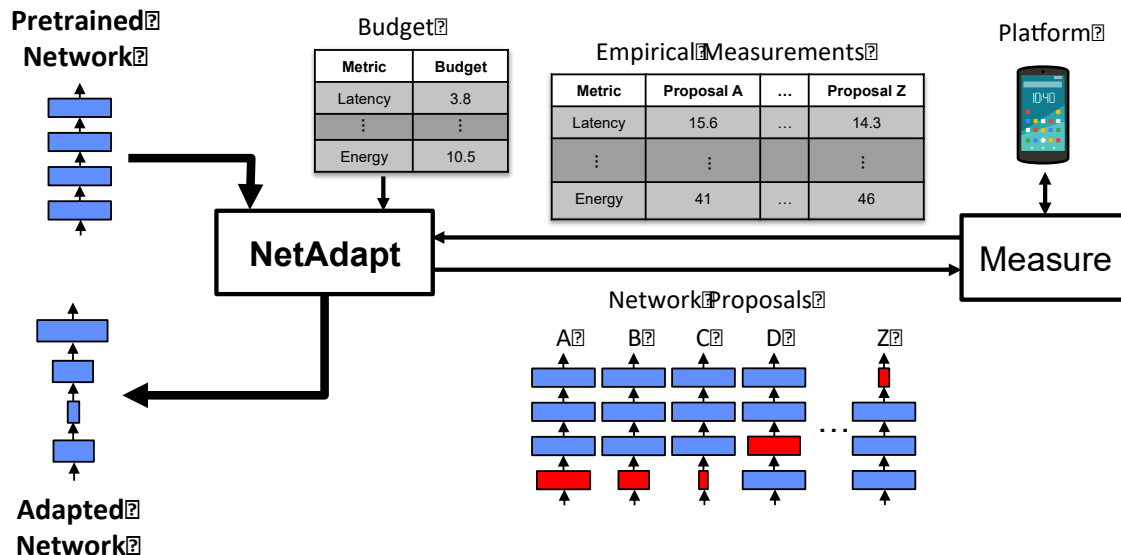 Pretrained
Network
Budget
Metric Budget
Latency 3.8
⋮ ⋮
Energy 10.5
Empirical Measurements
Metric Proposal A ... Proposal Z
Latency 15.6 ... 14.3
⋮ ⋮ ⋮
Energy 41 ... 46
Platform
10:40
NetAdapt
Measure
Network Proposals
A B C D Z
...
Adapted
Network